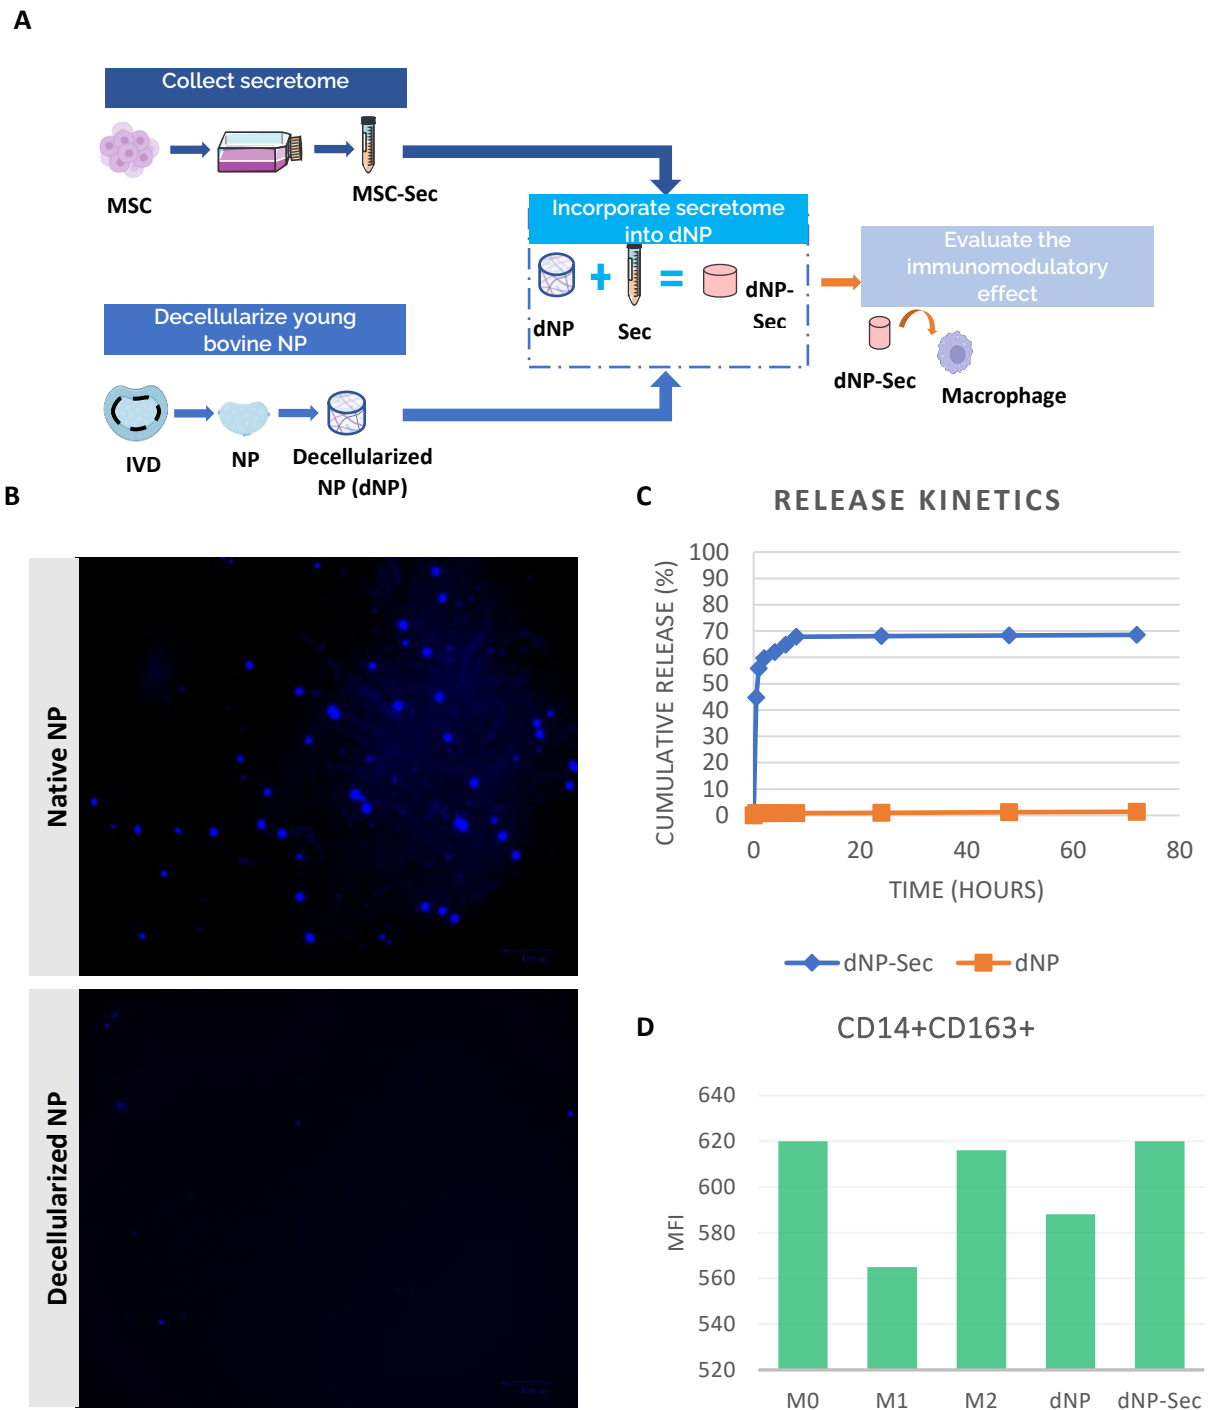 A
Collect secretome
MSC
MSC-Sec
Incorporate secretome
into dNP
+
=
dNP
Sec
dNP-
Sec
Evaluate the
immunomodulatory
effect
dNP-Sec
Macrophage
Decellularize young
bovine NP
IVD
NP
Decellularized
NP (dNP)
B
Native NP
Decellularized NP
C
RELEASE KINETICS
CUMULATIVE RELEASE (%)
100
90
80
70
60
50
40
30
20
10
0
0 20 40 60 80
TIME (HOURS)
dNP-Sec dNP
D
CD14+CD163+
MFI
640
620
600
580
560
540
520
M0 M1 M2 dNP dNP-Sec